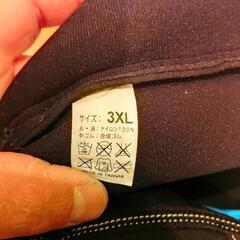 サイズ: 3XL
表・裏: ナイロン100%
中ゴム: 合成ゴム
MADE IN TAIWAN